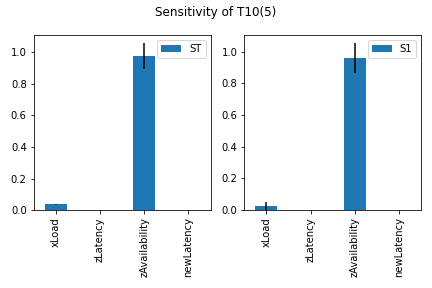 Sensitivity of T10(5)
ST
1.0
0.8
0.6
0.4
0.2
0.0
xLoad
zLatency
zAvailability
newLatency
S1
1.0
0.8
0.6
0.4
0.2
0.0
xLoad
zLatency
zAvailability
newLatency